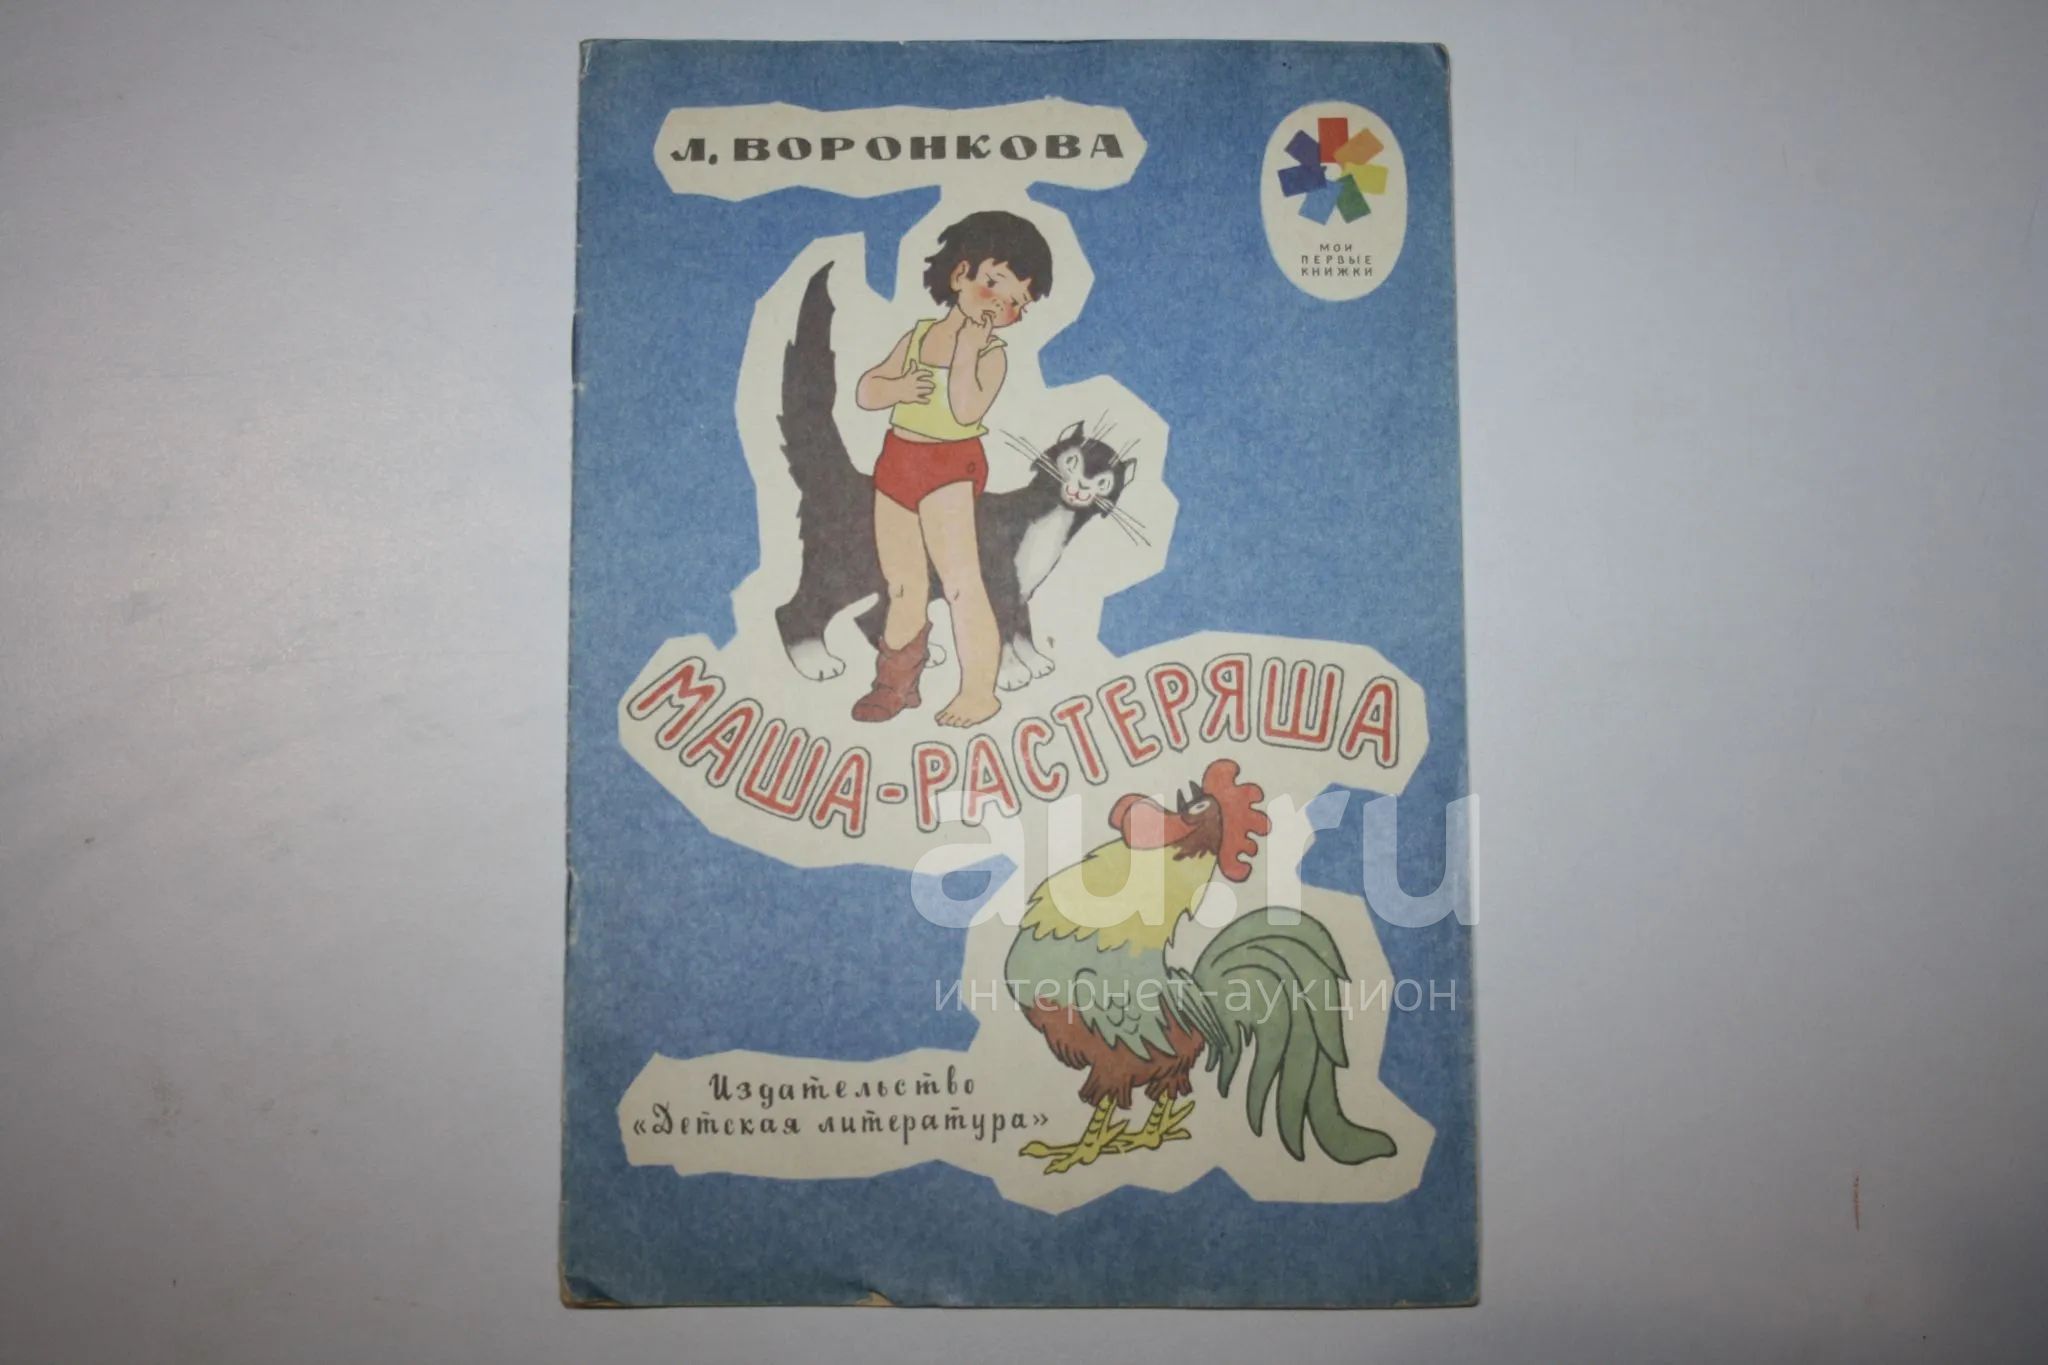 Л. ВОРОНКОВА
МОИ
ПЕРВЫЕ
КНИЖКИ
МАША-РАСТЕРЯША
au.ru
интернет-аукцион
Издательство
«Детская литература»